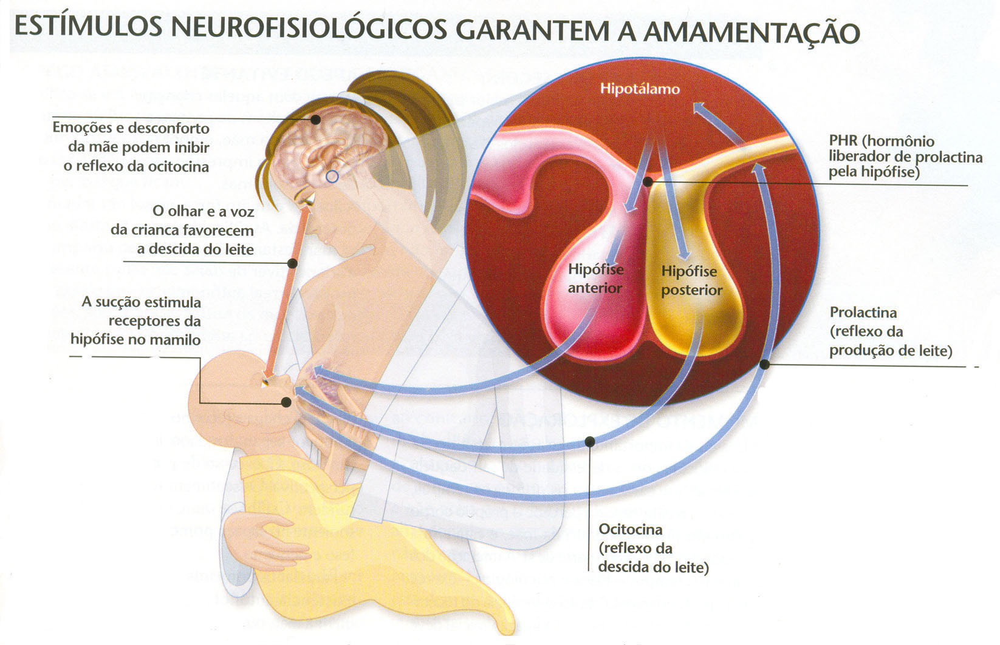 ESTÍMULOS NEUROFISIOLÓGICOS GARANTEM A AMAMENTAÇÃO
Emoções e desconforto
da mãe podem inibir
o reflexo da ocitocina
O olhar e a voz
da crianca favorecem
a descida do leite
A sucção estimula
receptores da
hipófise no mamilo
Hipotálamo
Hipófise
anterior
Hipófise
posterior
PHR (hormônio
liberador de prolactina
pela hipófise)
Prolactina
(reflexo da
produção de leite)
Ocitocina
(reflexo da
descida do leite)